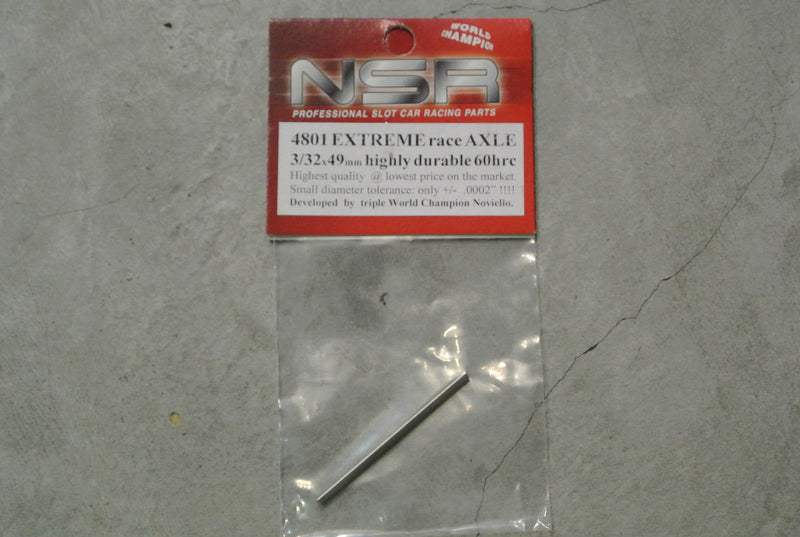 WORLD
CHAMPION
NSR
PROFESSIONAL SLOT CAR RACING PARTS
4801 EXTREME race AXLE
3/32x49mm highly durable 60hrc
Highest quality @ lowest price on the market.
Small diameter tolerance: only +/- .0002" !!!!
Developed by triple World Champion Noviello.